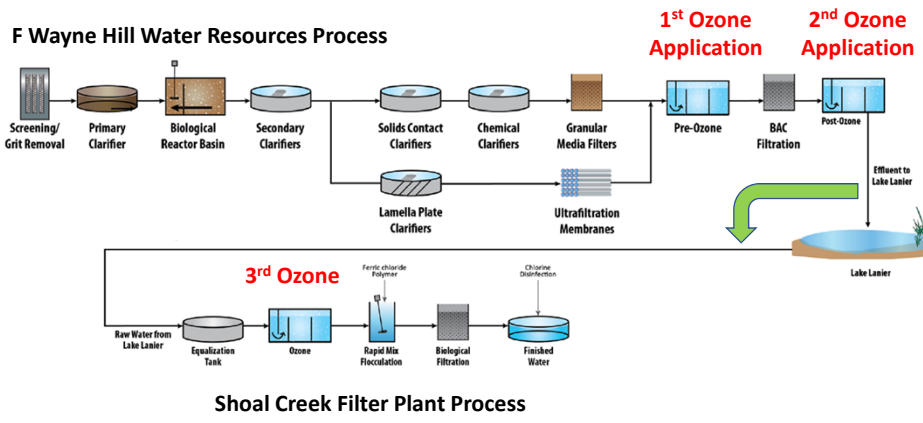 F Wayne Hill Water Resources Process
1st Ozone
Application
2nd Ozone
Application
Screening/
Grit Removal
Primary
Clarifier
Biological
Reactor Basin
Secondary
Clarifiers
Solids Contact
Clarifiers
Chemical
Clarifiers
Granular
Media Filters
Pre-Ozone
BAC
Filtration
Post-Ozone
Effluent to
Lake Lanier
Lamella Plate
Clarifiers
Ultrafiltration
Membranes
Lake Lanier
3rd Ozone
Ferric chloride
Polymer
Chlorine
Disinfection
Raw Water from
Lake Lanier
Equalization
Tank
Ozone
Rapid Mix
Flocculation
Biological
Filtration
Finished
Water
Shoal Creek Filter Plant Process